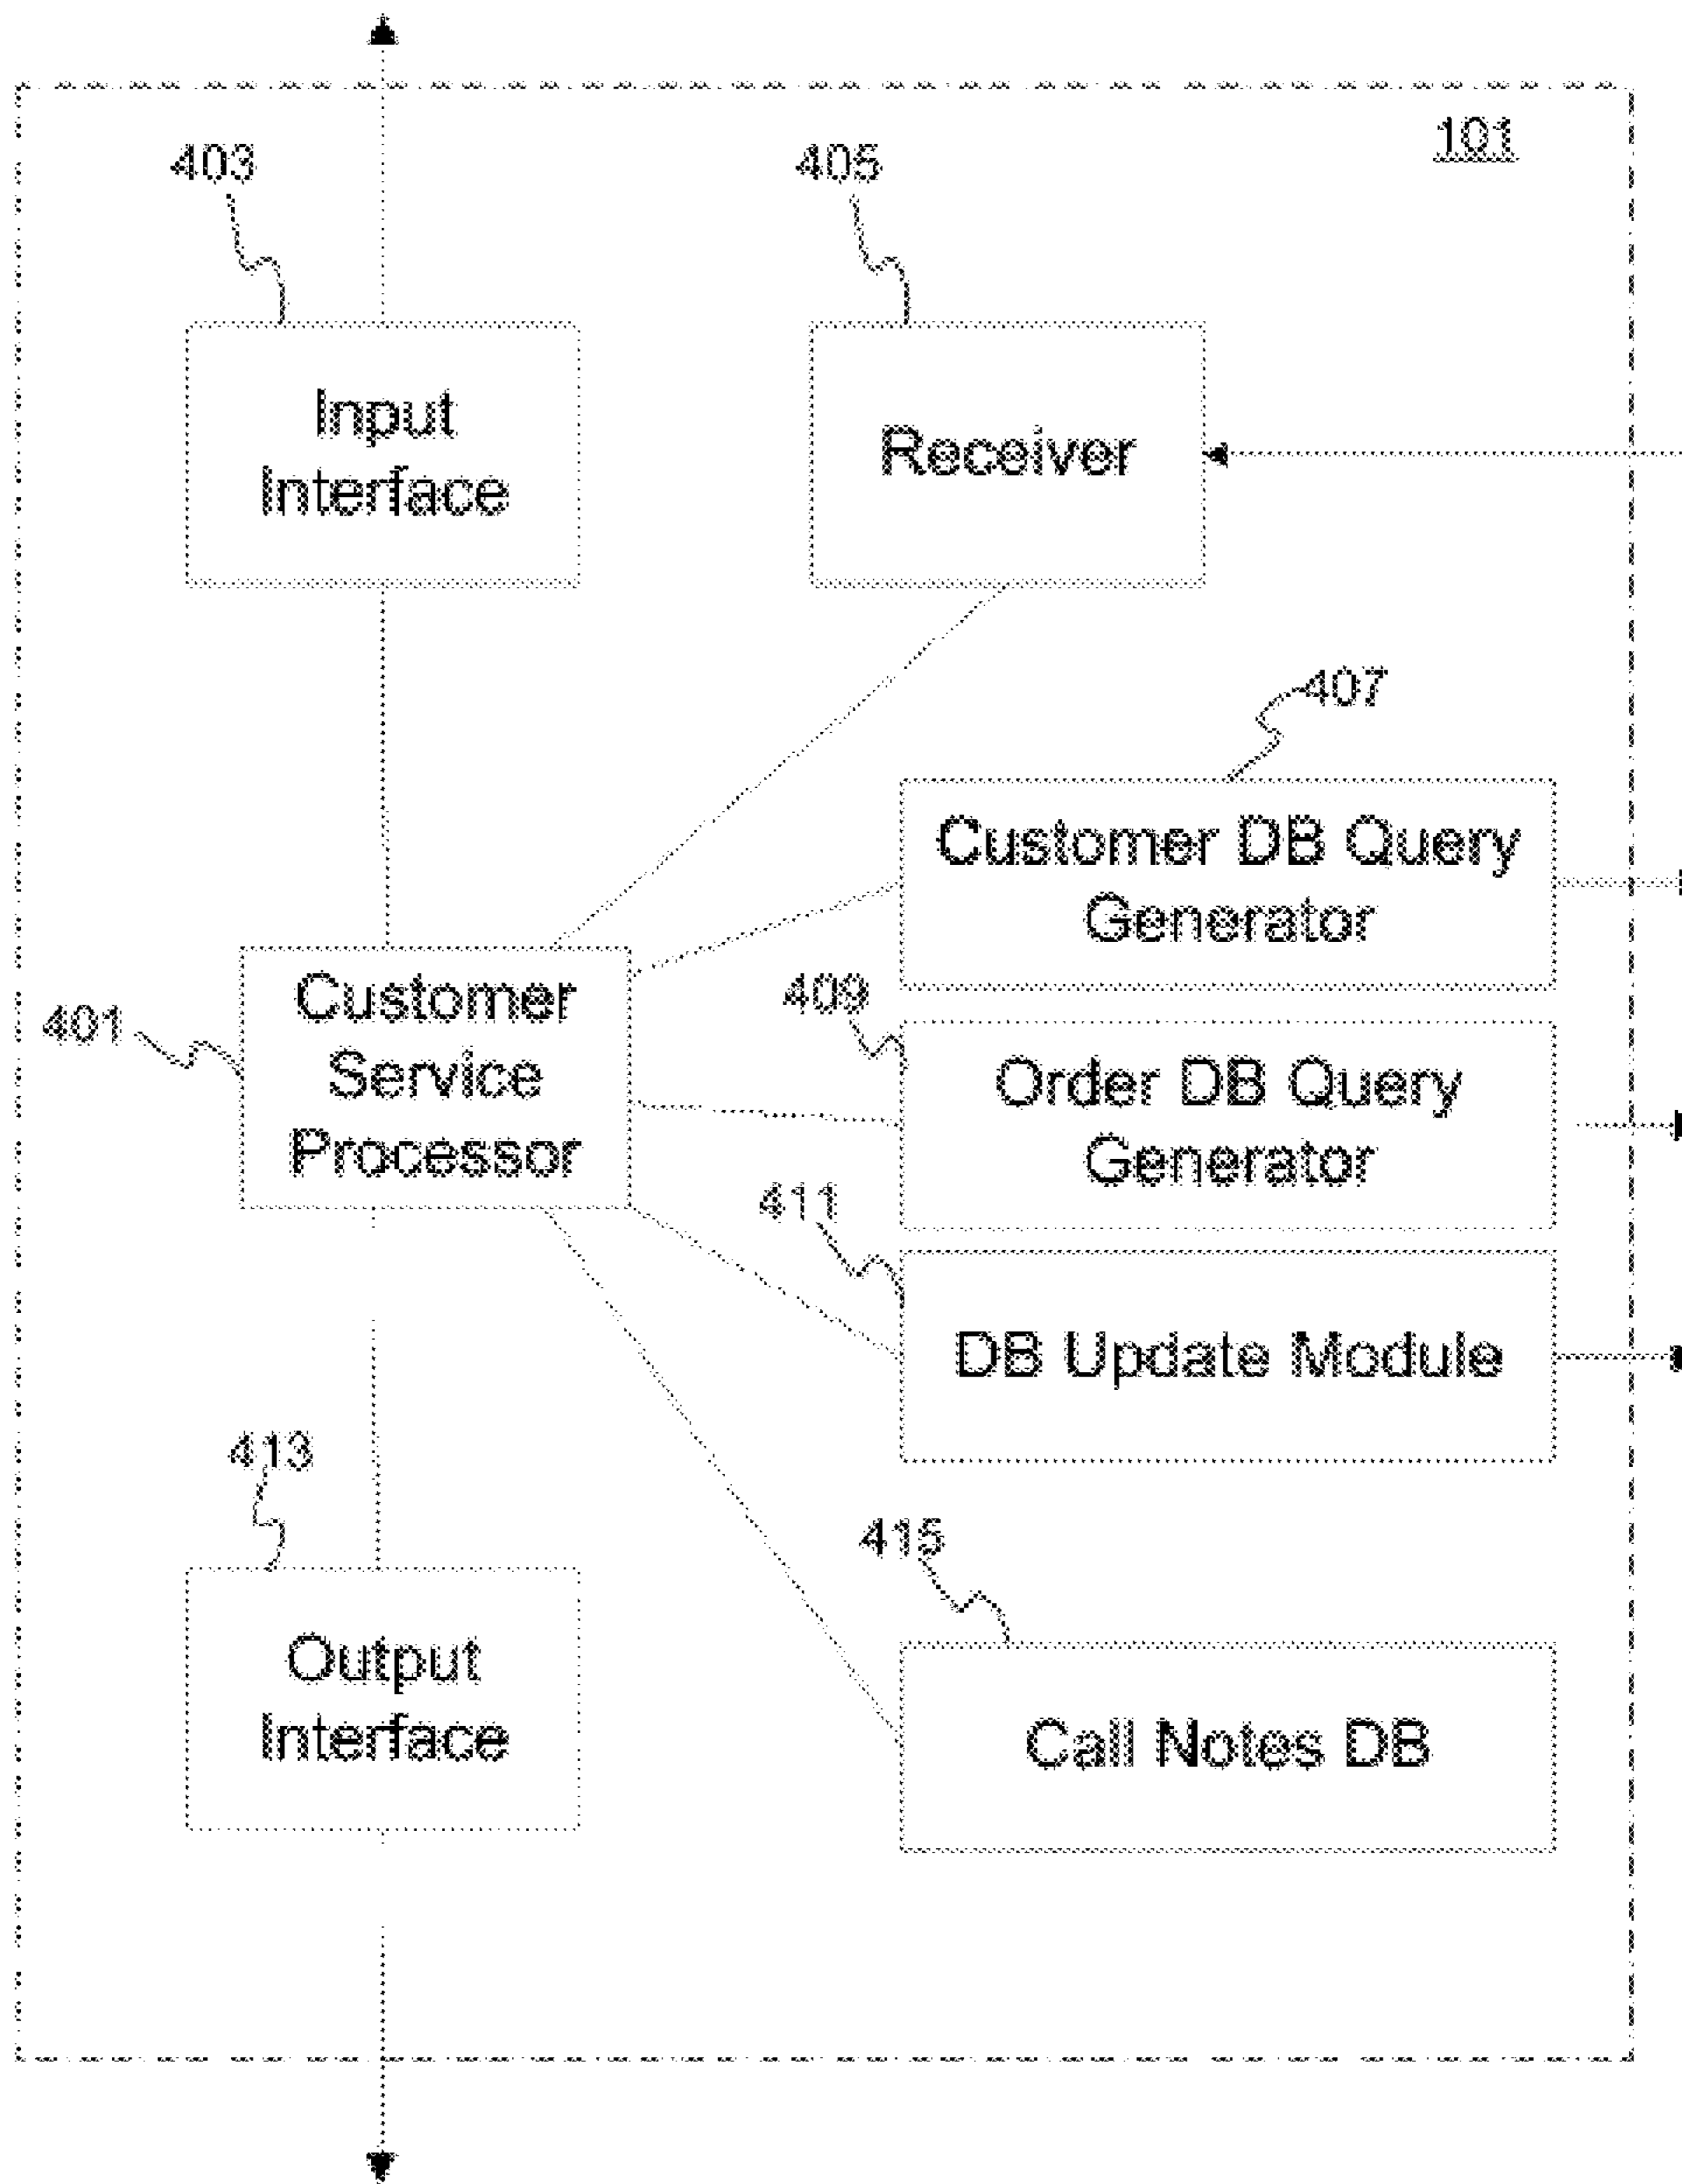 101
403
405
Input
Interface
Receiver
407
Customer DB Query
Generator
401
Customer
Service
Processor
409
Order DB Query
Generator
411
DB Update Module
413
Output
Interface
415
Call Notes DB